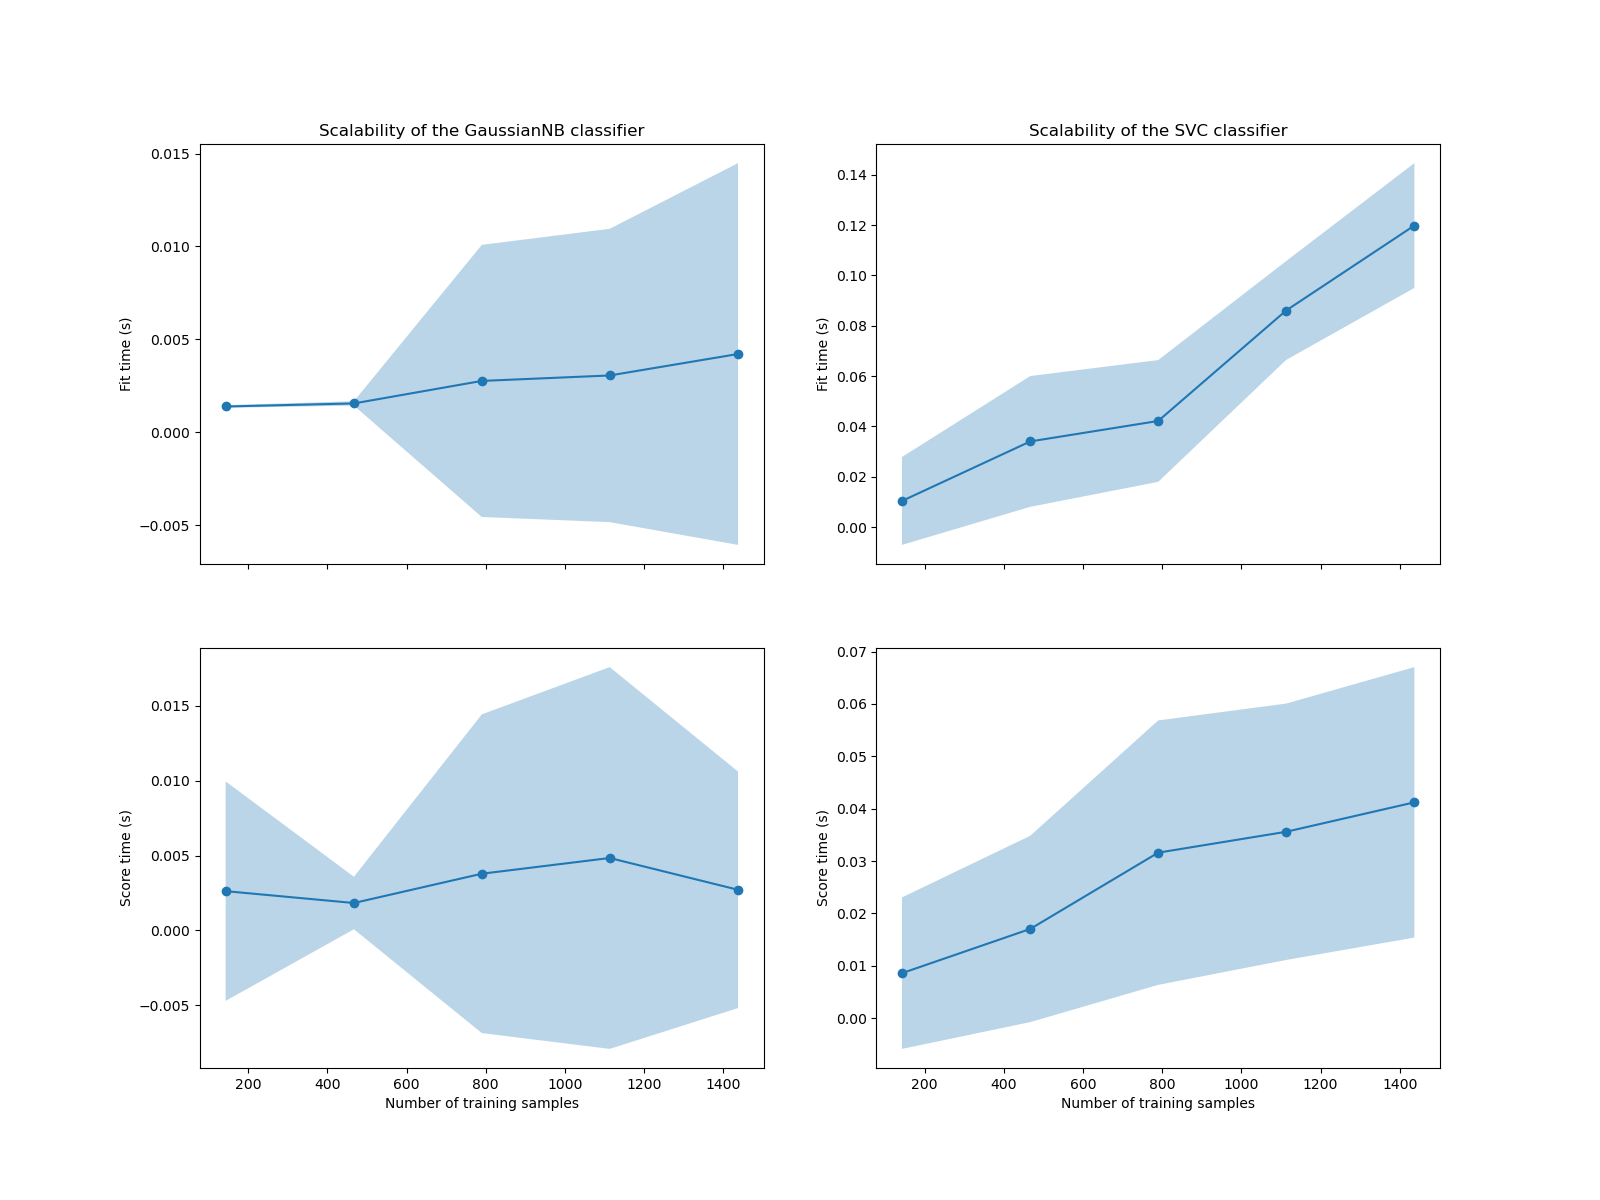 Scalability of the GaussianNB classifier
0.015
0.010
0.005
0.000
−0.005
Fit time (s)
Scalability of the SVC classifier
0.14
0.12
0.10
0.08
0.06
0.04
0.02
0.00
Fit time (s)
0.015
0.010
0.005
0.000
−0.005
Score time (s)
200 400 600 800 1000 1200 1400
Number of training samples
0.07
0.06
0.05
0.04
0.03
0.02
0.01
0.00
Score time (s)
200 400 600 800 1000 1200 1400
Number of training samples